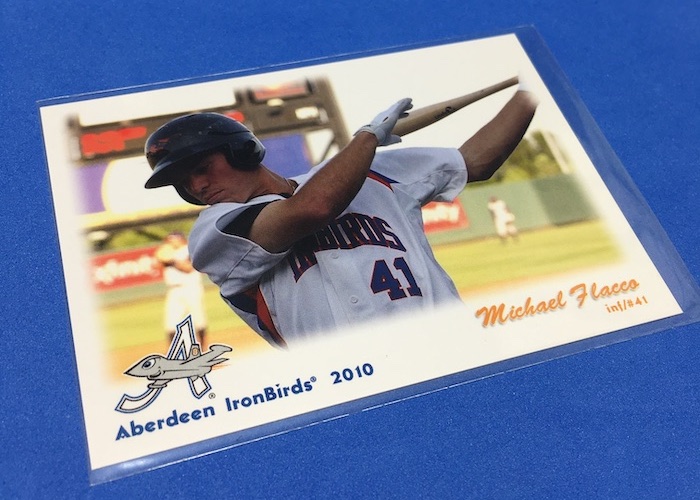 IRONBIRDS
41
Michael Flacco
inf/#41
A
®
Aberdeen IronBirds® 2010